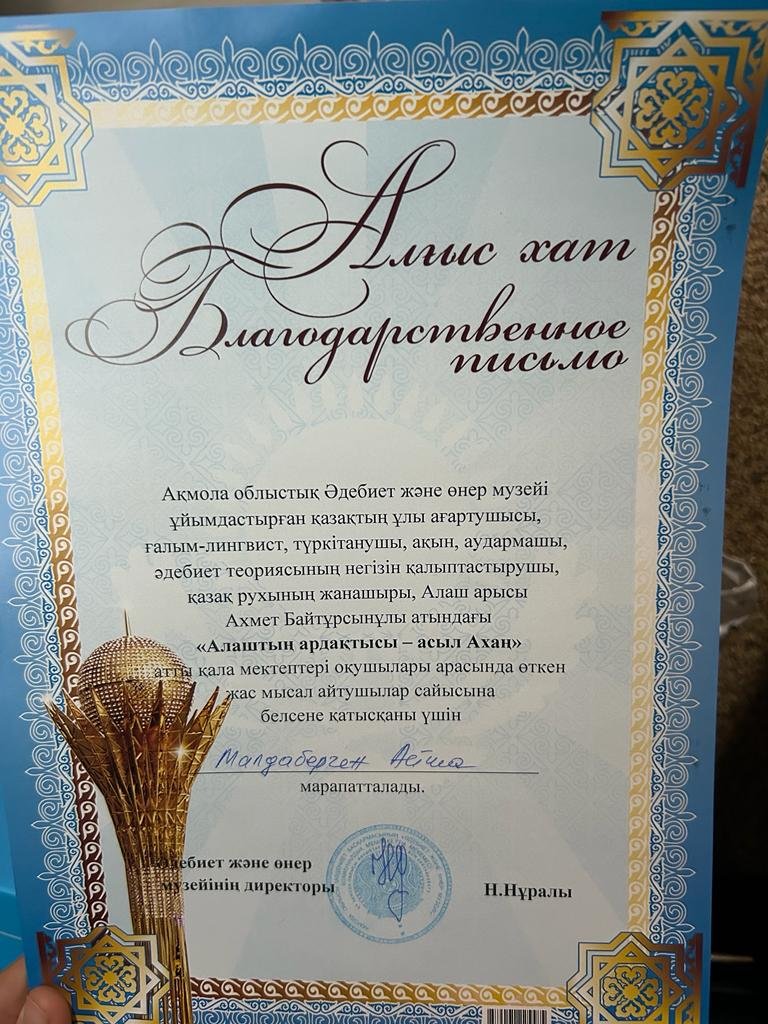 Алғыс хат
Благодарственное
письмо
Ақмола облыстық Әдебиет және өнер музейі
ұйымдастырған қазақтың ұлы ағартушысы,
ғалым-лингвист, түркітанушы, ақын, аудармашы,
әдебиет теориясының негізін қалыптастырушы,
қазақ рухының жанашыры, Алаш арысы
Ахмет Байтұрсынұлы атындағы
«Алаштың ардақтысы – асыл Ахаң»
атты қала мектептері оқушылары арасында өткен
жас мысал айтушылар сайысына
белсене қатысқаны үшін
Малдаберген
марапатталады.
Әдебиет және өнер
музейінің директоры
Н.Нұралы